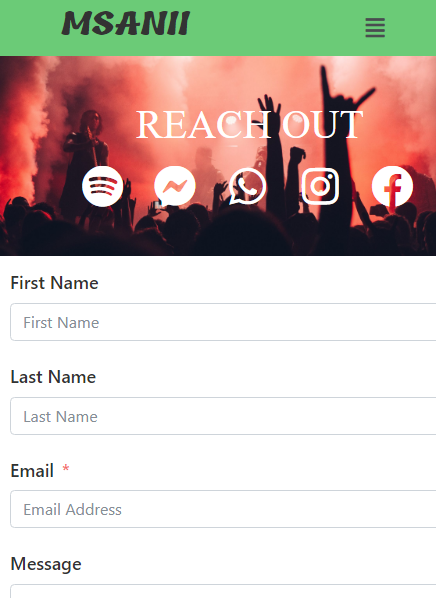 MSANII
REACH OUT
First Name
First Name
Last Name
Last Name
Email *
Email Address
Message